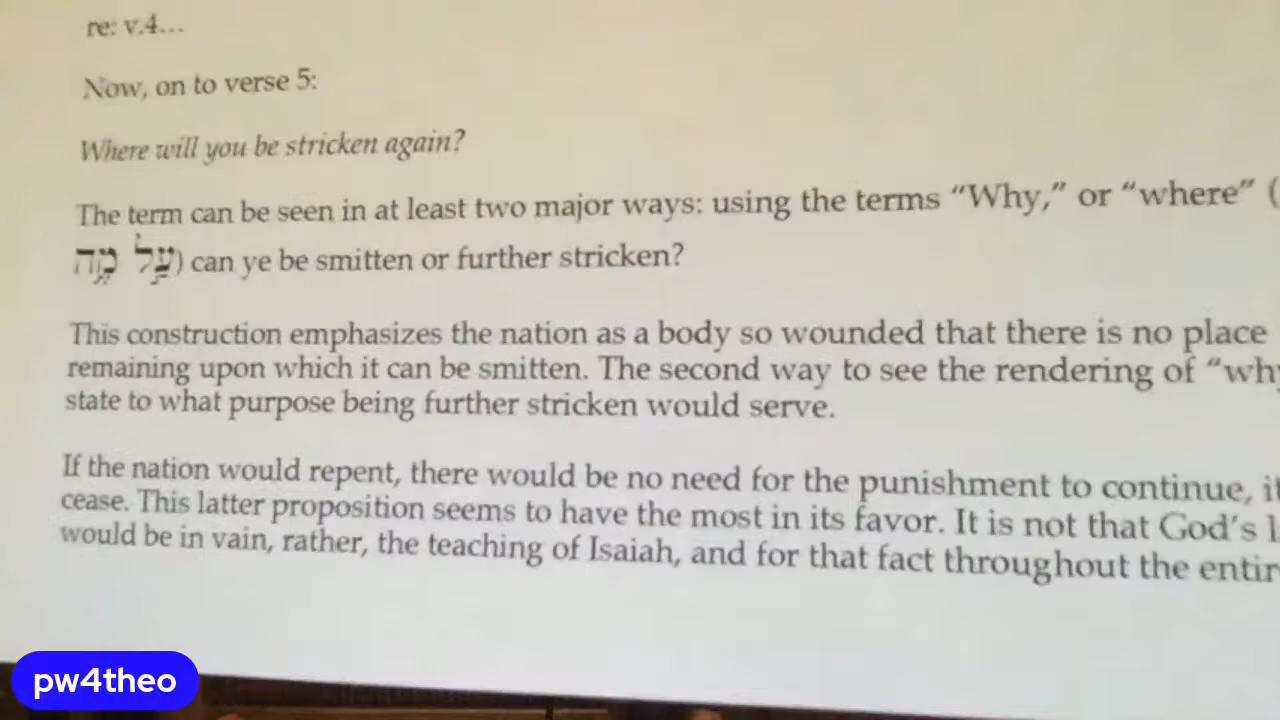 re: v.4...
Now, on to verse 5:
Where will you be stricken again?
The term can be seen in at least two major ways: using the terms “Why,” or “where” (
עַ֣ל מֶ֥ה) can ye be smitten or further stricken?
This construction emphasizes the nation as a body so wounded that there is no place
remaining upon which it can be smitten. The second way to see the rendering of “why
state to what purpose being further stricken would serve.
If the nation would repent, there would be no need for the punishment to continue, it
cease. This latter proposition seems to have the most in its favor. It is not that God’s
would be in vain, rather, the teaching of Isaiah, and for that fact throughout the
pw4theo